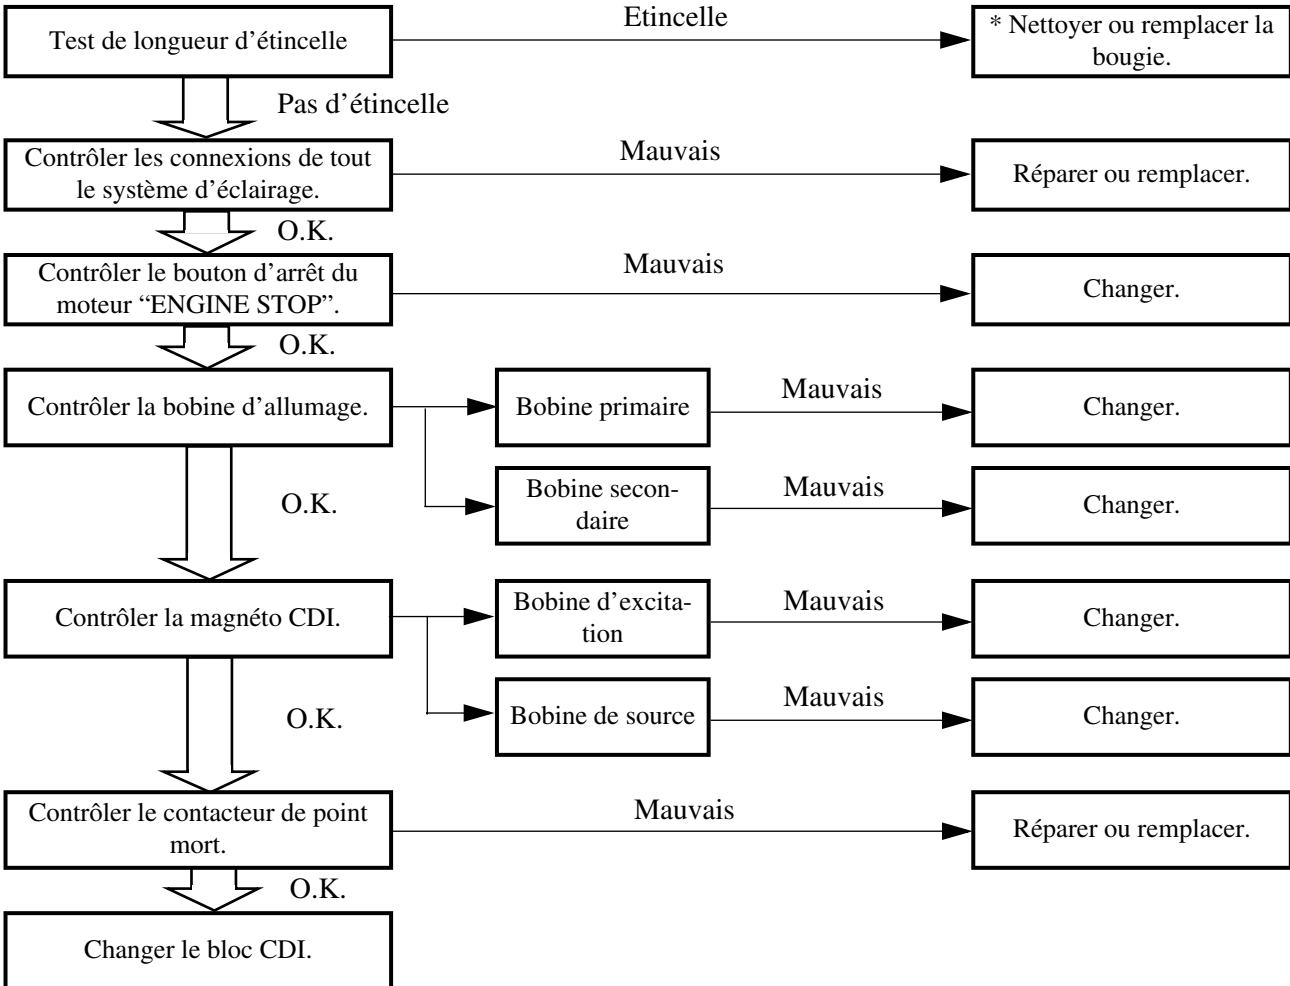 Test de longueur d’étincelle
Etincelle
* Nettoyer ou remplacer la
bougie.
Pas d’étincelle
Contrôler les connexions de tout
le système d’éclairage.
Mauvais
Réparer ou remplacer.
O.K.
Contrôler le bouton d’arrêt du
moteur “ENGINE STOP”.
Mauvais
Changer.
O.K.
Contrôler la bobine d’allumage.
Bobine primaire
Mauvais
Changer.
Bobine secon-
daire
Mauvais
Changer.
O.K.
Contrôler la magnéto CDI.
Bobine d’excita-
tion
Mauvais
Changer.
Bobine de source
Mauvais
Changer.
O.K.
Contrôler le contacteur de point
mort.
Mauvais
Réparer ou remplacer.
O.K.
Changer le bloc CDI.